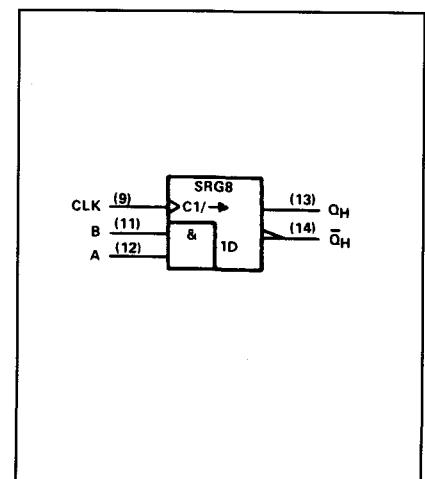 SRG8
CLK (9) C1/→ (13) QH
B (11) & 1D (14) Q̅H
A (12)